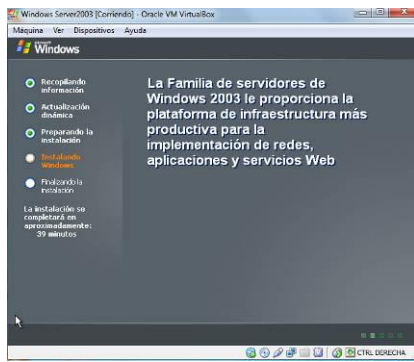 Windows Server2003 [Corriendo] - Oracle VM VirtualBox
Máquina Ver Dispositivos Ayuda
Microsoft
Windows
Recopilando
información
Actualización
dinámica
Preparando la
instalación
Instalando
Windows
Finalizando la
instalación
La instalación se
completará en
aproximadamente:
39 minutos
La Familia de servidores de
Windows 2003 le proporciona la
plataforma de infraestructura más
productiva para la
implementación de redes,
aplicaciones y servicios Web
CTRL DERECHA